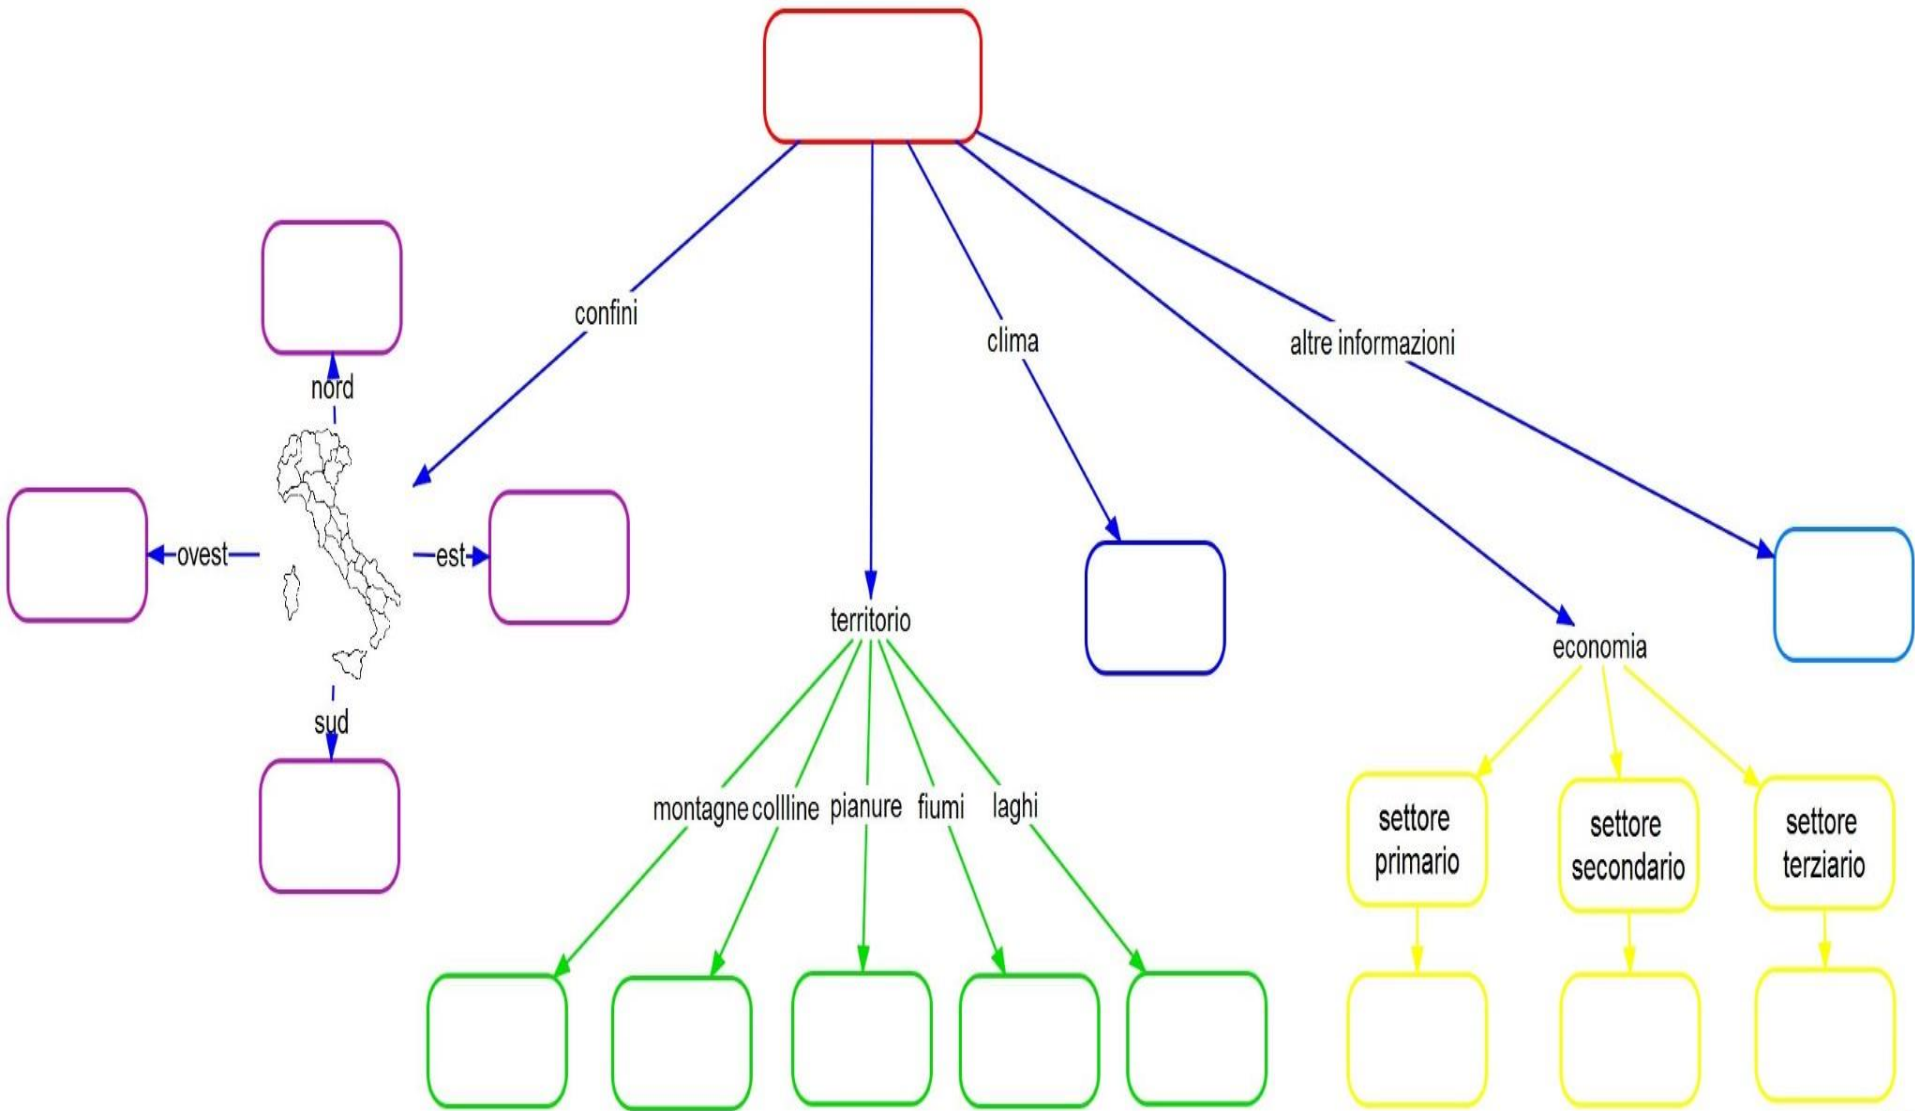 confini
clima
altre informazioni
nord
ovest
est
sud
territorio
montagne
collline
pianure
fiumi
laghi
economia
settore
primario
settore
secondario
settore
terziario